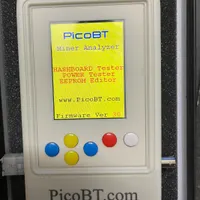 PicoBT
Miner Analyzer
HASHBOARD Tester
POWER Tester
EEPROM Editor
www.PicoBT.com
Firmware Ver
PicoBT.com